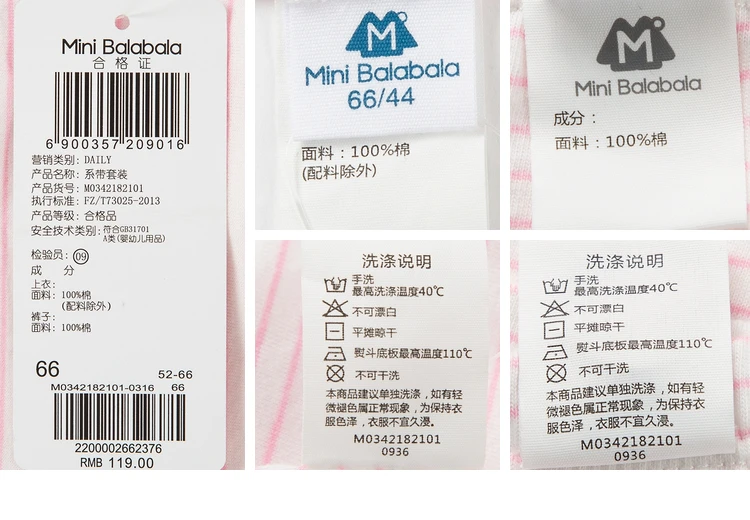 Mini Balabala
合格证
6 900357 209016
营销类别: DAILY
产品名称: 系带套装
产品货号: M0342182101
执行标准: FZ/T73025-2013
产品等级: 合格品
安全技术类别: 符合GB31701
A类(婴幼儿用品)
检验员: 09
成 分
上衣:
面料: 100%棉
(配料除外)
裤子:
面料: 100%棉
66
52-66
M0342182101-0316 66
2200002662376
RMB 119.00
M
Mini Balabala
66/44
面料：100%棉
(配料除外)
M
Mini Balabala
成分：
面料：100%棉
洗涤说明
手洗
最高洗涤温度40℃
不可漂白
平摊晾干
熨斗底板最高温度110℃
不可干洗
本商品建议单独洗涤，如有轻
微褪色属正常现象，为保持衣
服色泽，衣服不宜久浸。
M0342182101
0936
洗涤说明
手洗
最高洗涤温度40℃
不可漂白
平摊晾干
熨斗底板最高温度110℃
不可干洗
本商品建议单独洗涤，如有轻
微褪色属正常现象，为保持衣
服色泽，衣服不宜久浸。
M0342182101
0936